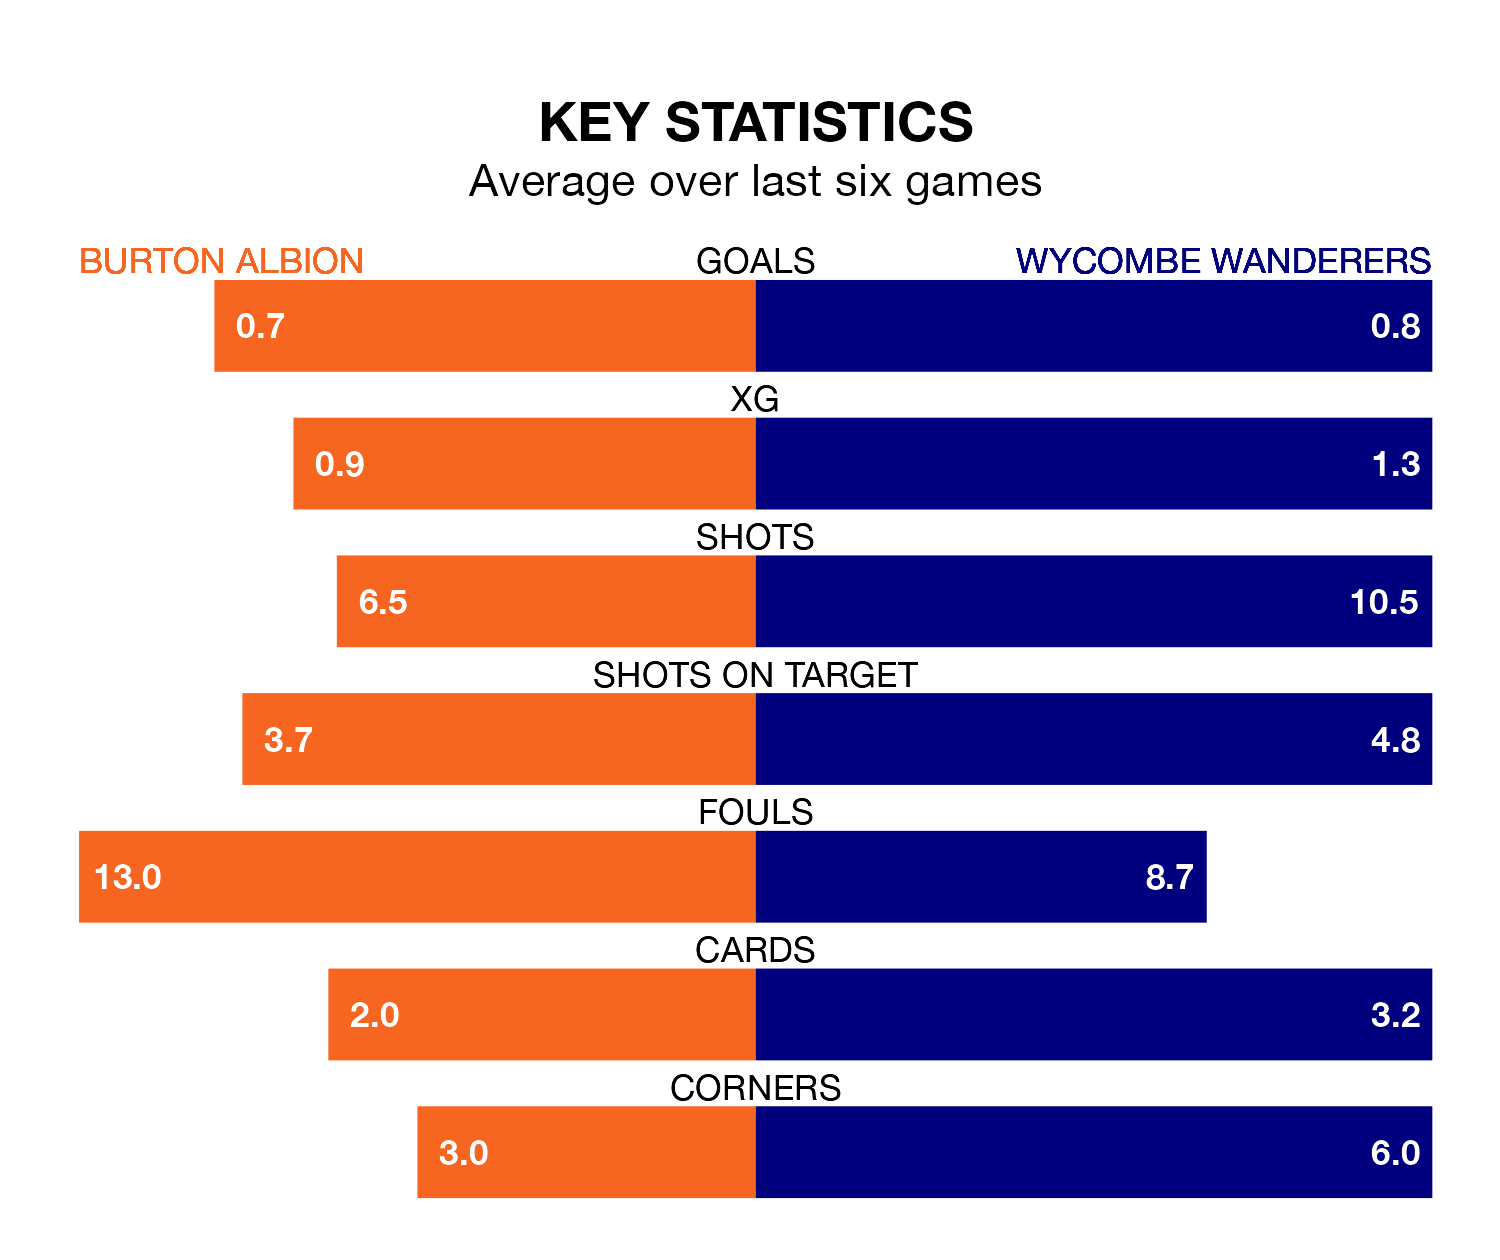 KEY STATISTICS
Average over last six games
BURTON ALBION GOALS WYCOMBE WANDERERS
0.7 0.8
XG
0.9 1.3
SHOTS
6.5 10.5
SHOTS ON TARGET
3.7 4.8
FOULS
13.0 8.7
CARDS
2.0 3.2
CORNERS
3.0 6.0